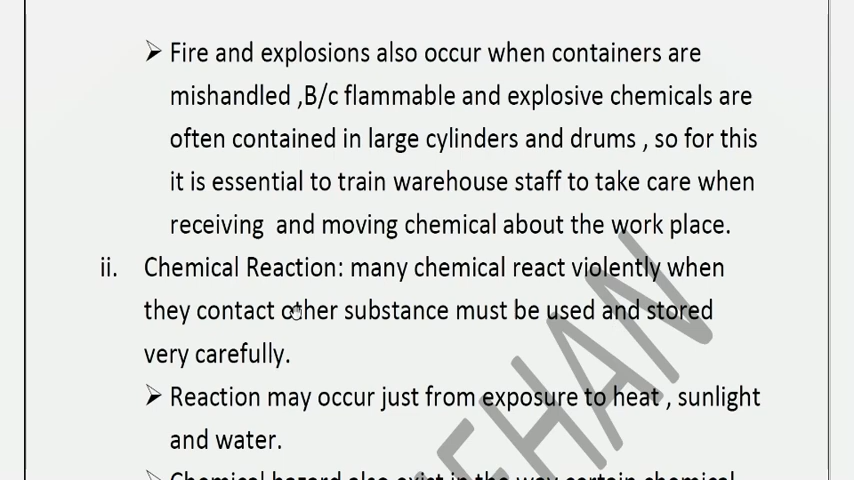 ➢ Fire and explosions also occur when containers are
mishandled ,B/c flammable and explosive chemicals are
often contained in large cylinders and drums , so for this
it is essential to train warehouse staff to take care when
receiving  and moving chemical about the work place.
ii. Chemical Reaction: many chemical react violently when
they contact other substance must be used and stored
very carefully.
➢ Reaction may occur just from exposure to heat , sunlight
and water.
➢ Chemical hazard also exist in the way certain chemical